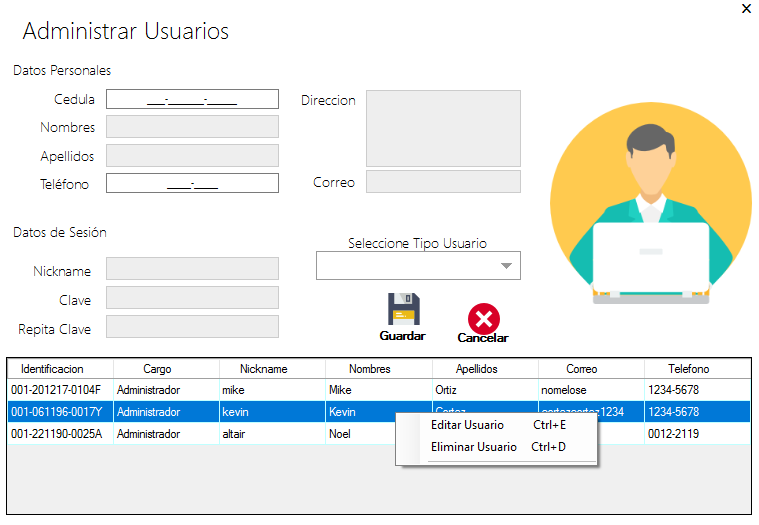 Administrar Usuarios
Datos Personales
Cedula ___-______-_____
Nombres
Apellidos
Teléfono ____-____
Direccion
Correo
Datos de Sesión
Nickname
Clave
Repita Clave
Seleccione Tipo Usuario
Guardar
Cancelar
Identificacion Cargo Nickname Nombres Apellidos Correo Telefono
001-201217-0104F Administrador mike Mike Ortiz nomelose 1234-5678
001-061196-0017Y Administrador kevin Kevin 1234-5678
001-221190-0025A Administrador altair Noel 0012-2119
Editar Usuario Ctrl+E
Eliminar Usuario Ctrl+D